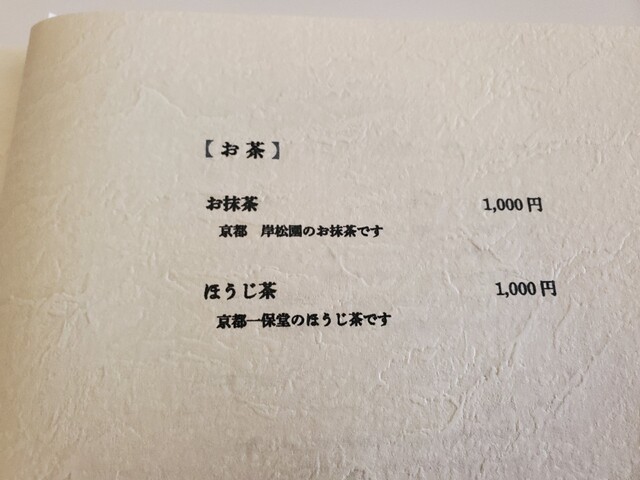 【お茶】
お抹茶 1,000円
京都 岸松園のお抹茶です
ほうじ茶 1,000円
京都一保堂のほうじ茶です